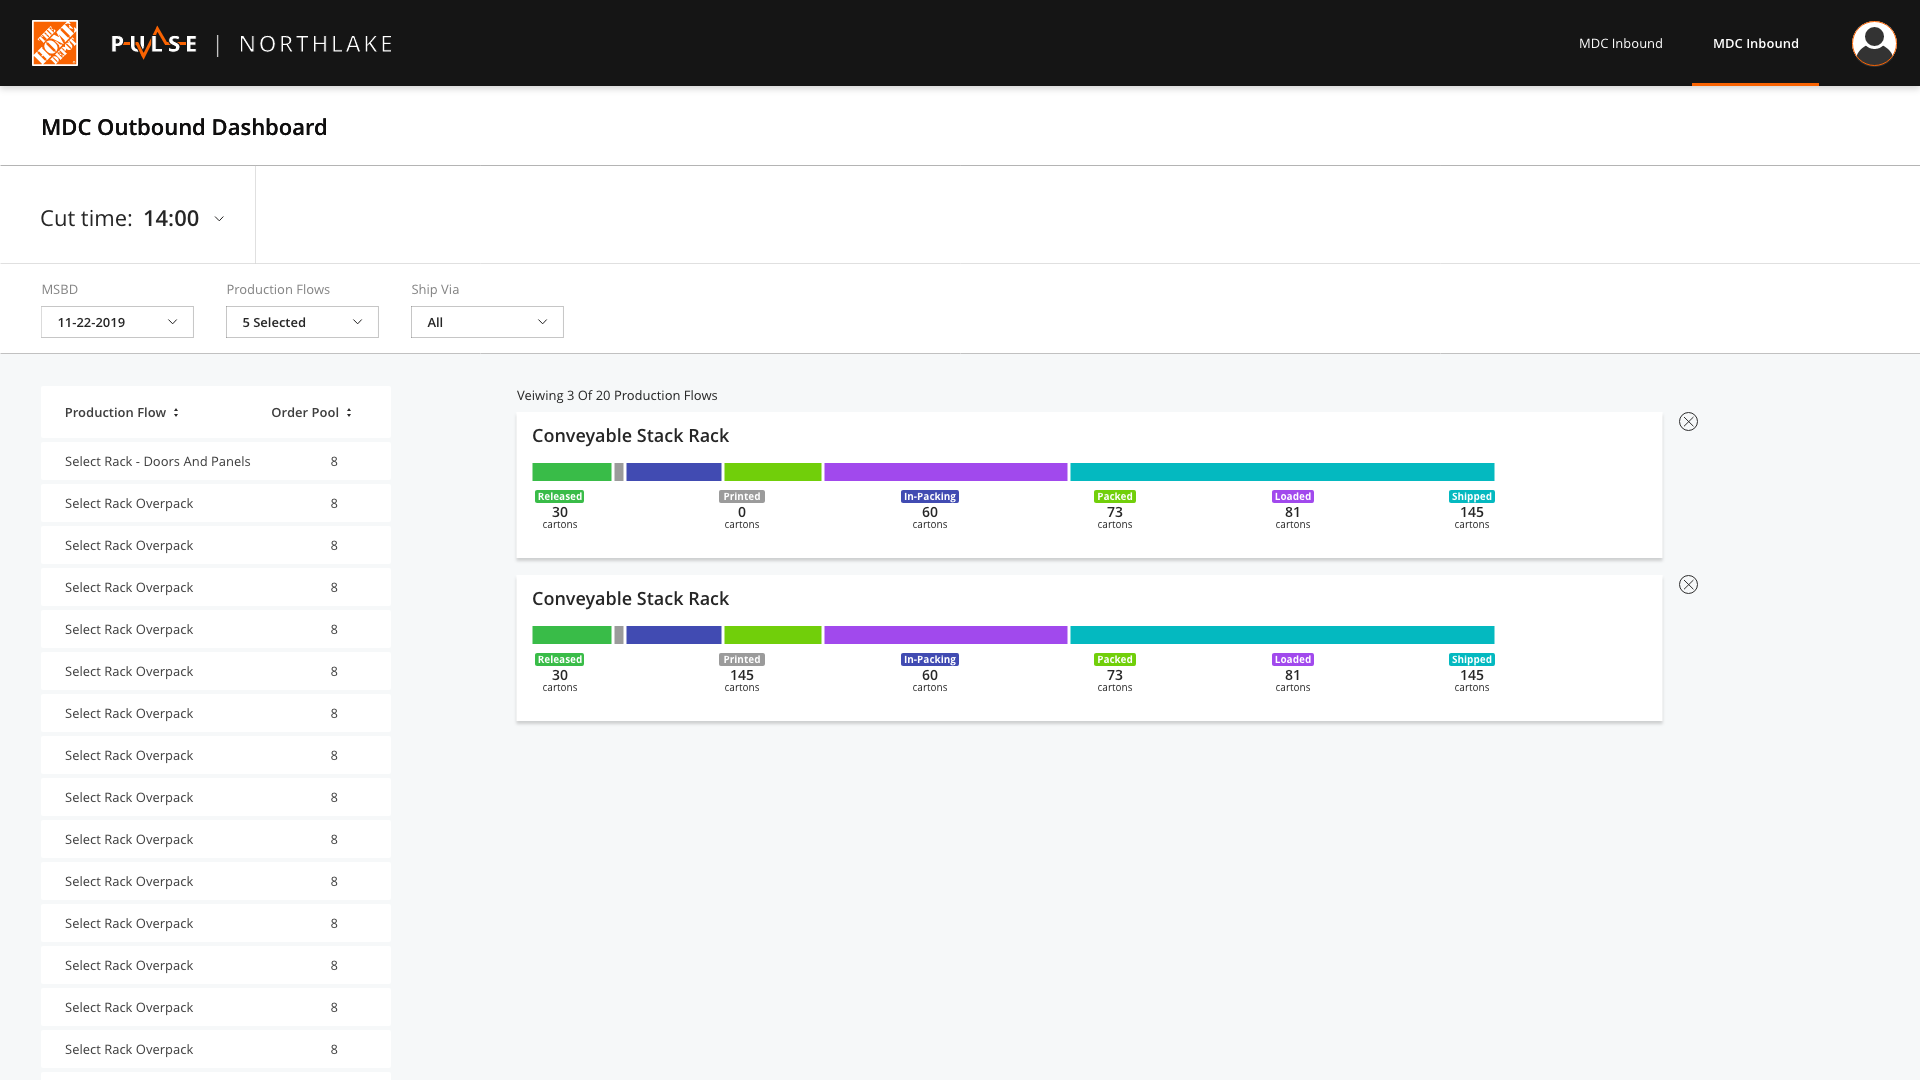 THE HOME DEPOT
PULSE | NORTHLAKE
MDC Inbound
MDC Inbound
MDC Outbound Dashboard
Cut time: 14:00
MSBD
Production Flows
Ship Via
11-22-2019
5 Selected
All
Production Flow
Order Pool
Select Rack - Doors And Panels 8
Select Rack Overpack 8
Select Rack Overpack 8
Select Rack Overpack 8
Select Rack Overpack 8
Select Rack Overpack 8
Select Rack Overpack 8
Select Rack Overpack 8
Select Rack Overpack 8
Select Rack Overpack 8
Select Rack Overpack 8
Select Rack Overpack 8
Select Rack Overpack 8
Select Rack Overpack 8
Select Rack Overpack 8
Veiwing 3 Of 20 Production Flows
Conveyable Stack Rack
Released Printed In-Packing Packed Loaded Shipped
30 0 60 73 81 145
cartons cartons cartons cartons cartons cartons
Conveyable Stack Rack
Released Printed In-Packing Packed Loaded Shipped
30 145 60 73 81 145
cartons cartons cartons cartons cartons cartons